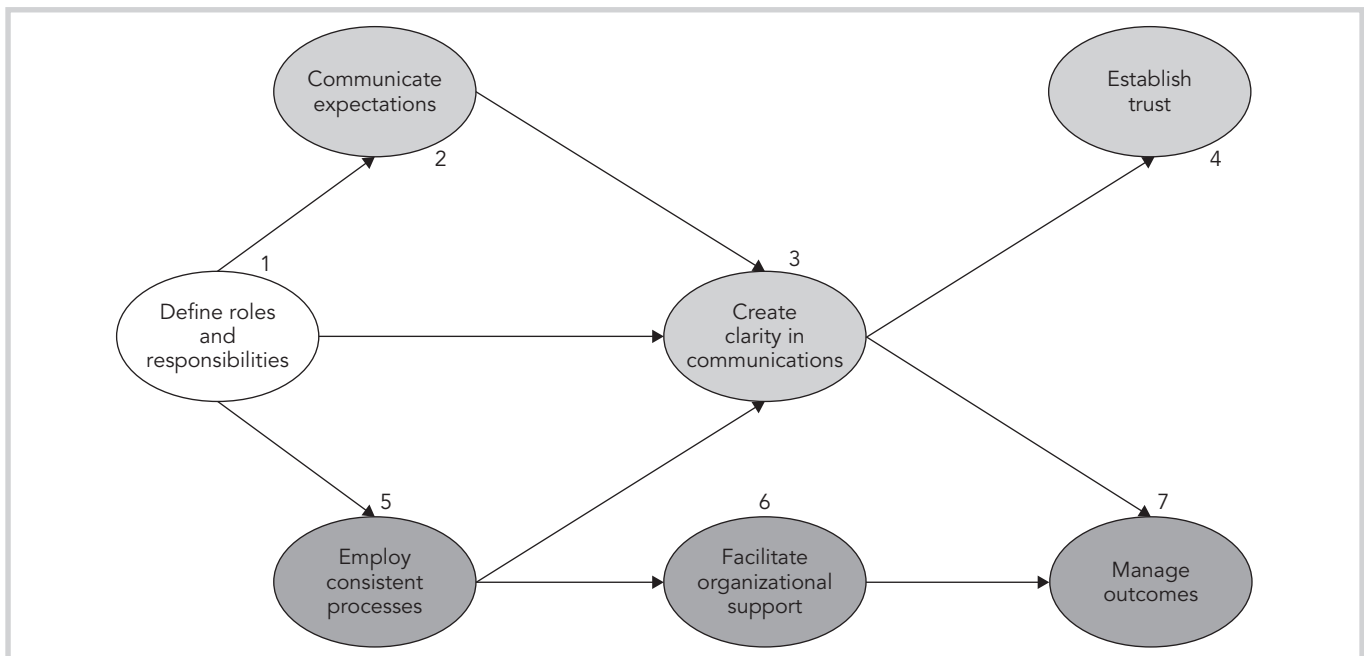 Communicate
expectations
2
Establish
trust
4
1
Define roles
and
responsibilities
3
Create
clarity in
communications
5
Employ
consistent
processes
6
Facilitate
organizational
support
7
Manage
outcomes